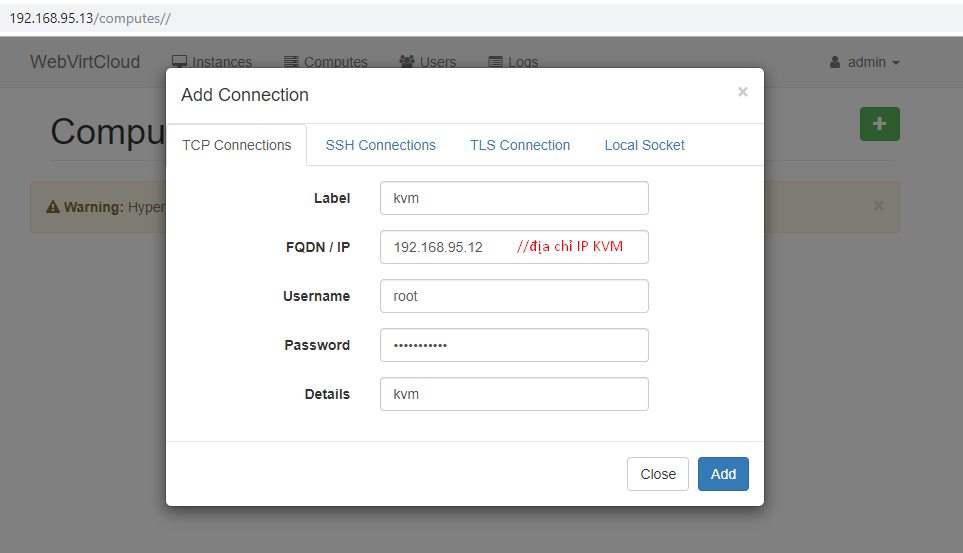 192.168.95.13/computes//
WebVirtCloud Instances Computes Users Logs admin
Add Connection ×
Compu
TCP Connections SSH Connections TLS Connection Local Socket
Warning: Hyper ×
Label kvm
FQDN / IP 192.168.95.12 //địa chỉ IP KVM
Username root
Password •••••••••••
Details kvm
Close Add